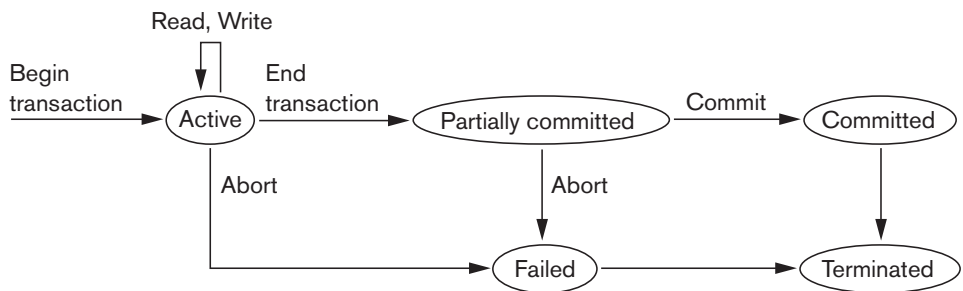 Read, Write
Begin
transaction
End
transaction
Commit
Active
Partially committed
Committed
Abort
Abort
Failed
Terminated